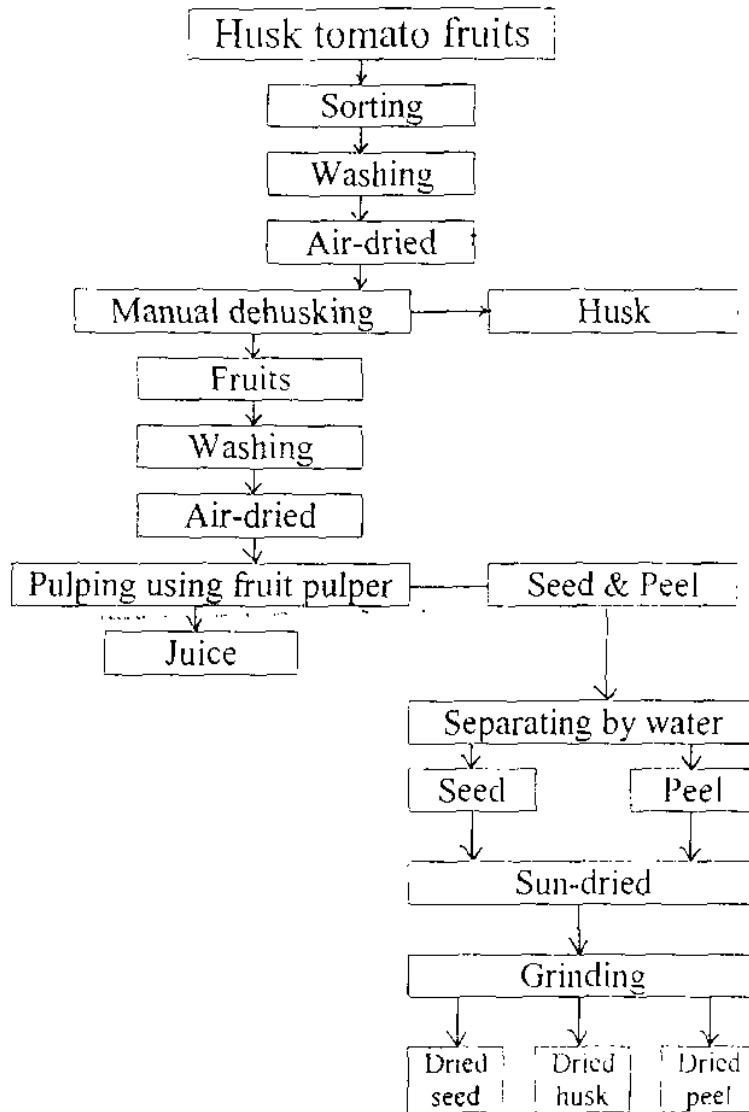 Husk tomato fruits
Sorting
Washing
Air-dried
Manual dehusking
Husk
Fruits
Washing
Air-dried
Pulping using fruit pulper
Seed & Peel
Juice
Separating by water
Seed
Peel
Sun-dried
Grinding
Dried
seed
Dried
husk
Dried
peel